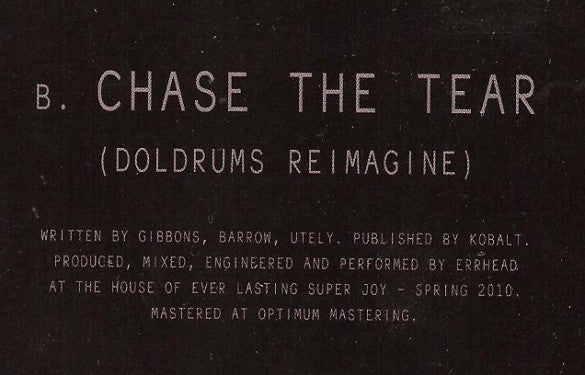 B. CHASE THE TEAR
(DOLDRUMS REIMAGINE)
WRITTEN BY GIBBONS, BARROW, UTELY. PUBLISHED BY KOBALT.
PRODUCED, MIXED, ENGINEERED AND PERFORMED BY ERRHEAD
AT THE HOUSE OF EVER LASTING SUPER JOY - SPRING 2010.
MASTERED AT OPTIMUM MASTERING.